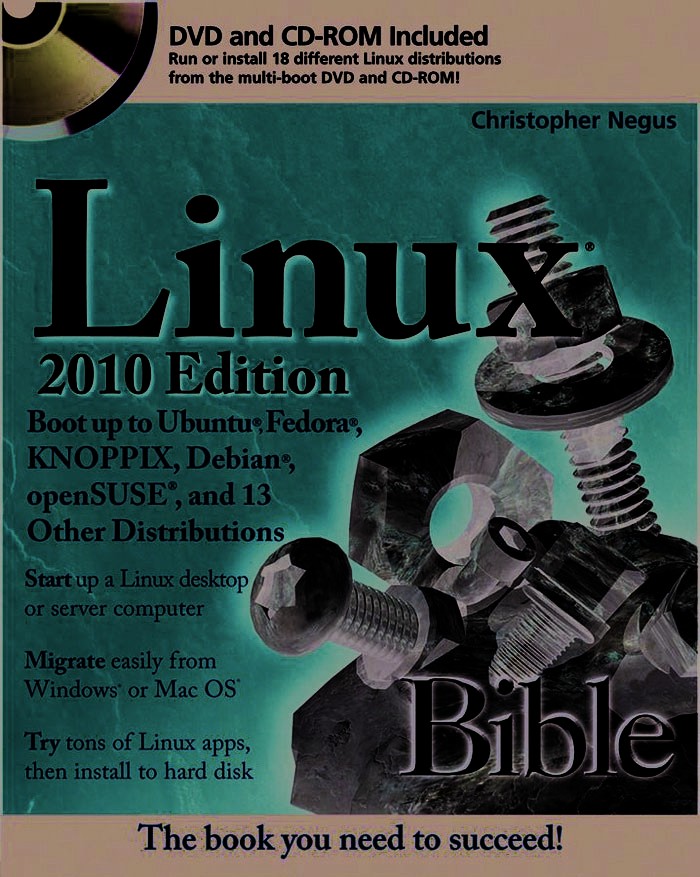 DVD and CD-ROM Included
Run or install 18 different Linux distributions
from the multi-boot DVD and CD-ROM!
Christopher Negus
Linux®
2010 Edition
Boot up to Ubuntu®, Fedora®,
KNOPPIX, Debian®,
openSUSE®, and 13
Other Distributions
Start up a Linux desktop
or server computer
Migrate easily from
Windows® or Mac OS®
Try tons of Linux apps,
then install to hard disk
Bible
The book you need to succeed!